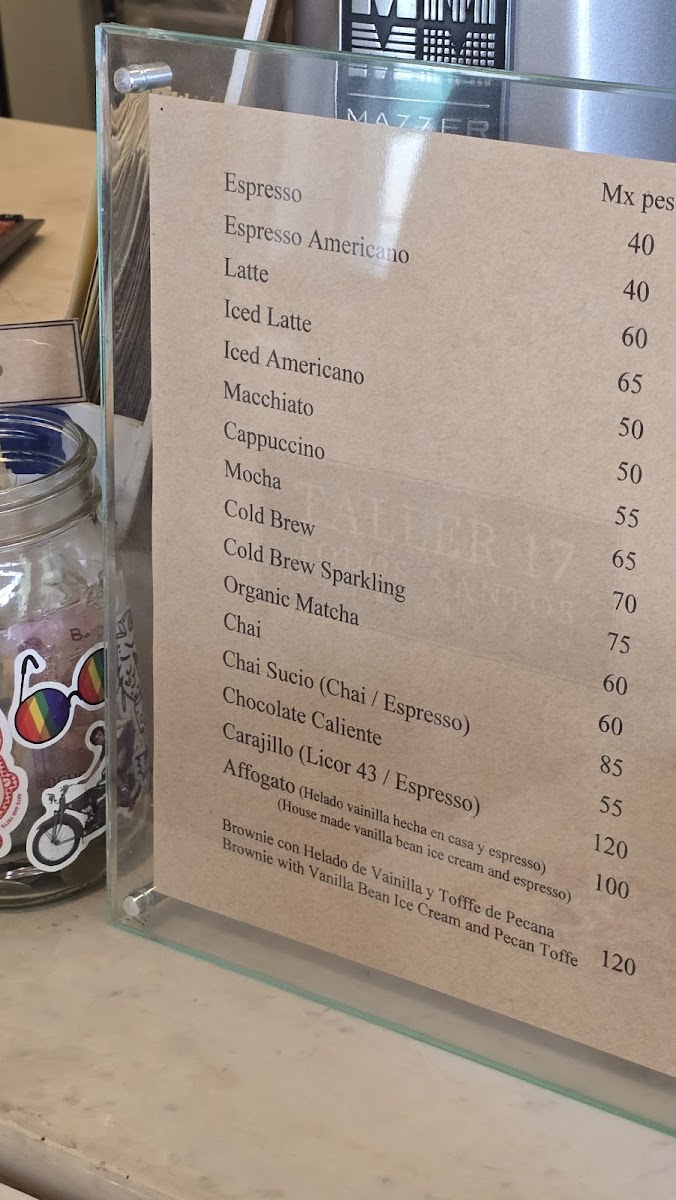 MAZZER
Mx pes
Espresso 40
Espresso Americano 40
Latte 60
Iced Latte 65
Iced Americano 50
Macchiato 50
Cappuccino 55
Mocha 65
Cold Brew 70
Cold Brew Sparkling 75
Organic Matcha 60
Chai 60
Chai Sucio (Chai / Espresso) 85
Chocolate Caliente 55
Carajillo (Licor 43 / Espresso) 120
Affogato (Helado vainilla hecha en casa y espresso) 100
(House made vanilla bean ice cream and espresso)
Brownie con Helado de Vainilla y Tofffe de Pecana
Brownie with Vanilla Bean Ice Cream and Pecan Toffe 120
TALLER 17